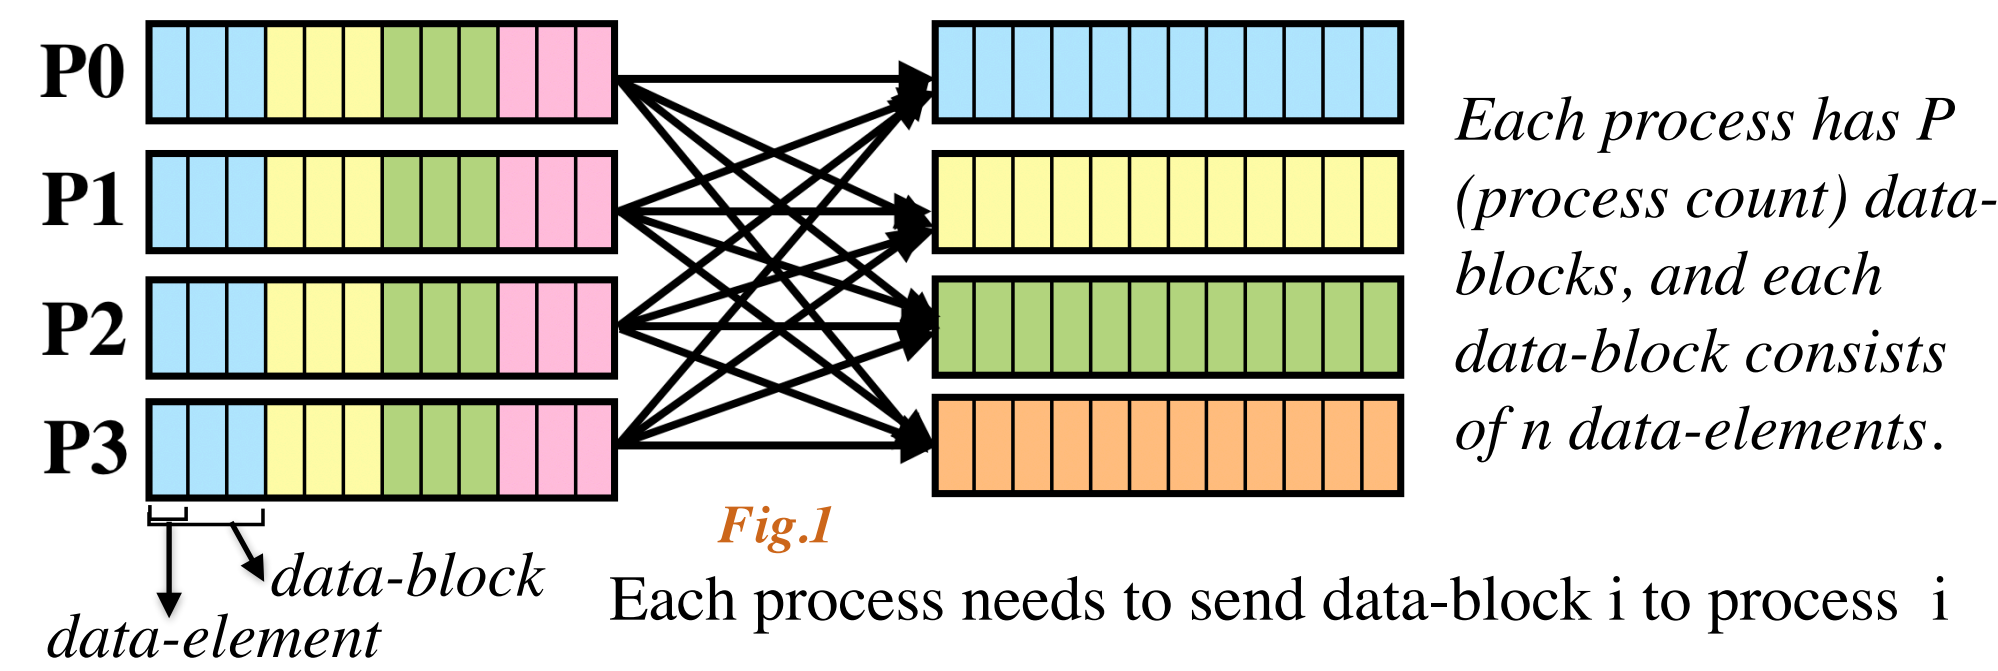 P0
P1
P2
P3
Each process has P
(process count) data-
blocks, and each
data-block consists
of n data-elements.
Fig.1
data-block
data-element
Each process needs to send data-block i to process i